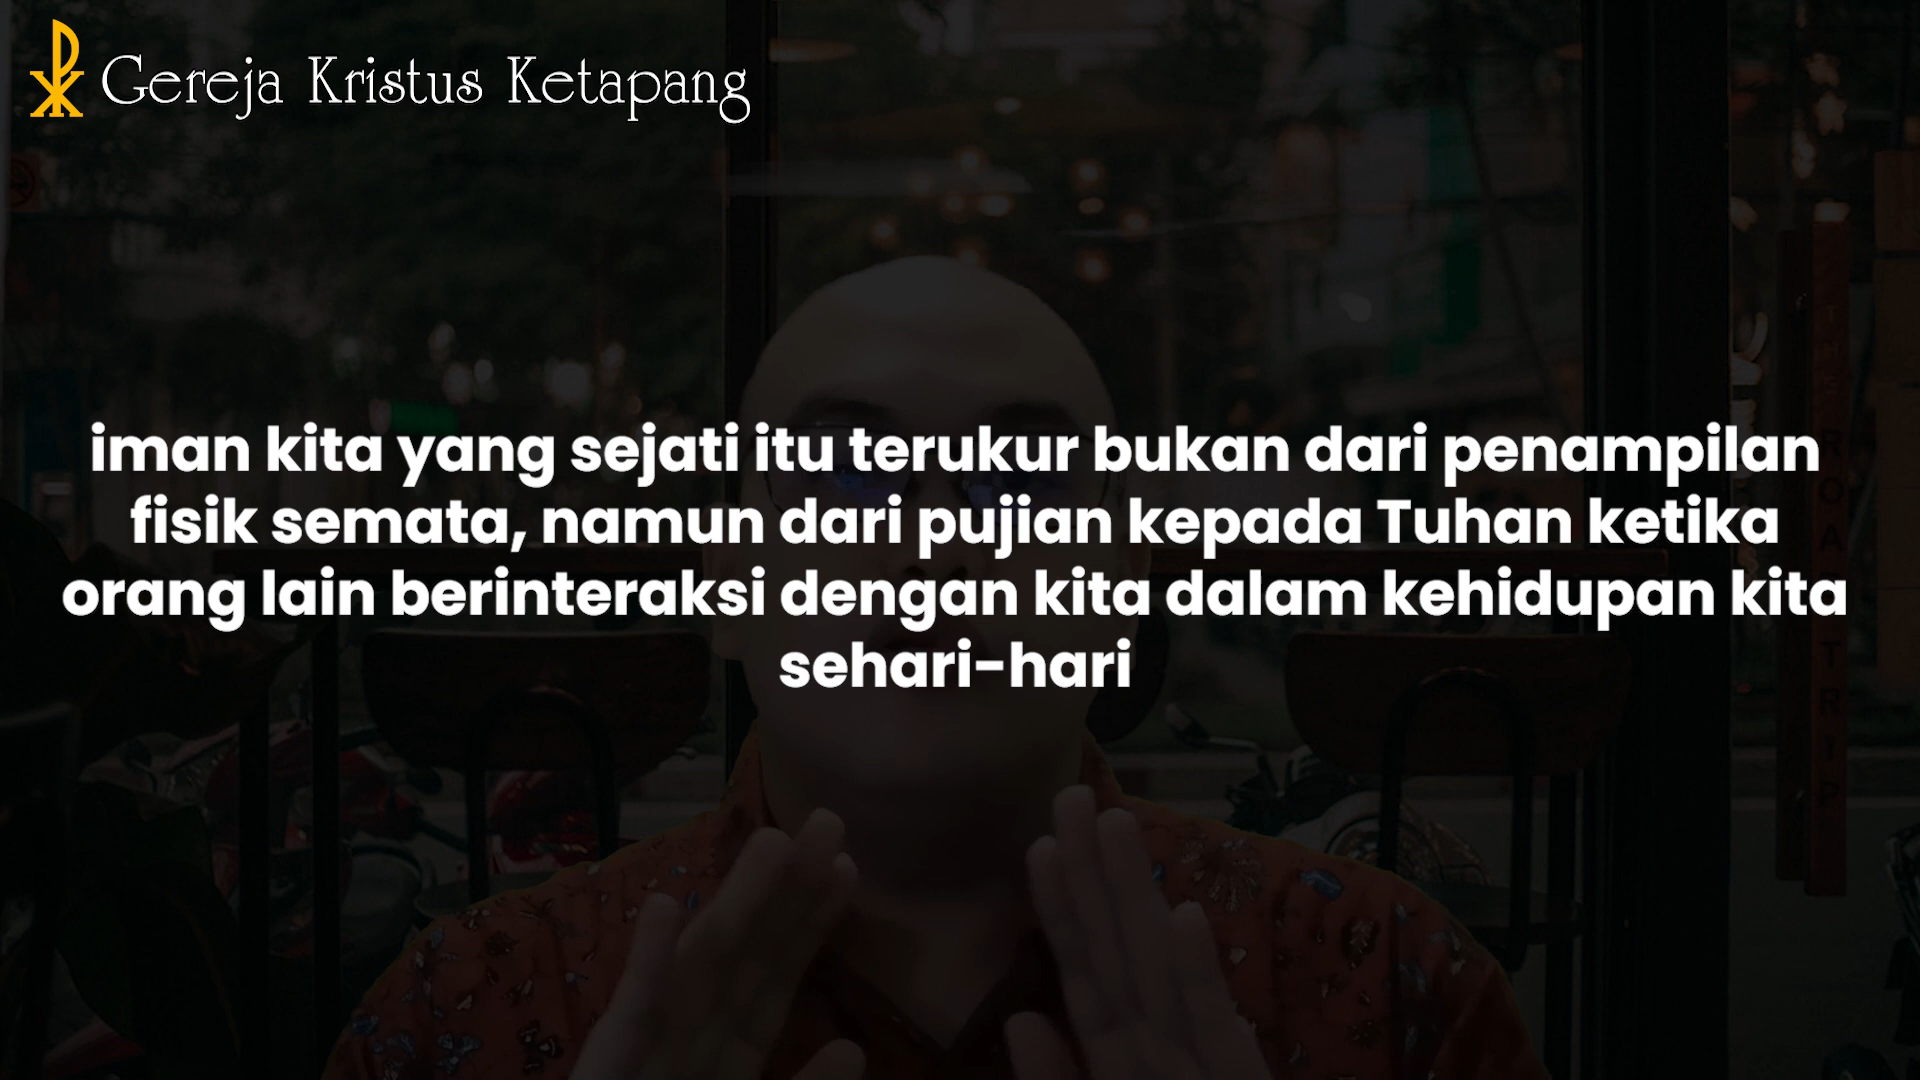 Gereja Kristus Ketapang
iman kita yang sejati itu terukur bukan dari penampilan
fisik semata, namun dari pujian kepada Tuhan ketika
orang lain berinteraksi dengan kita dalam kehidupan kita
sehari-hari